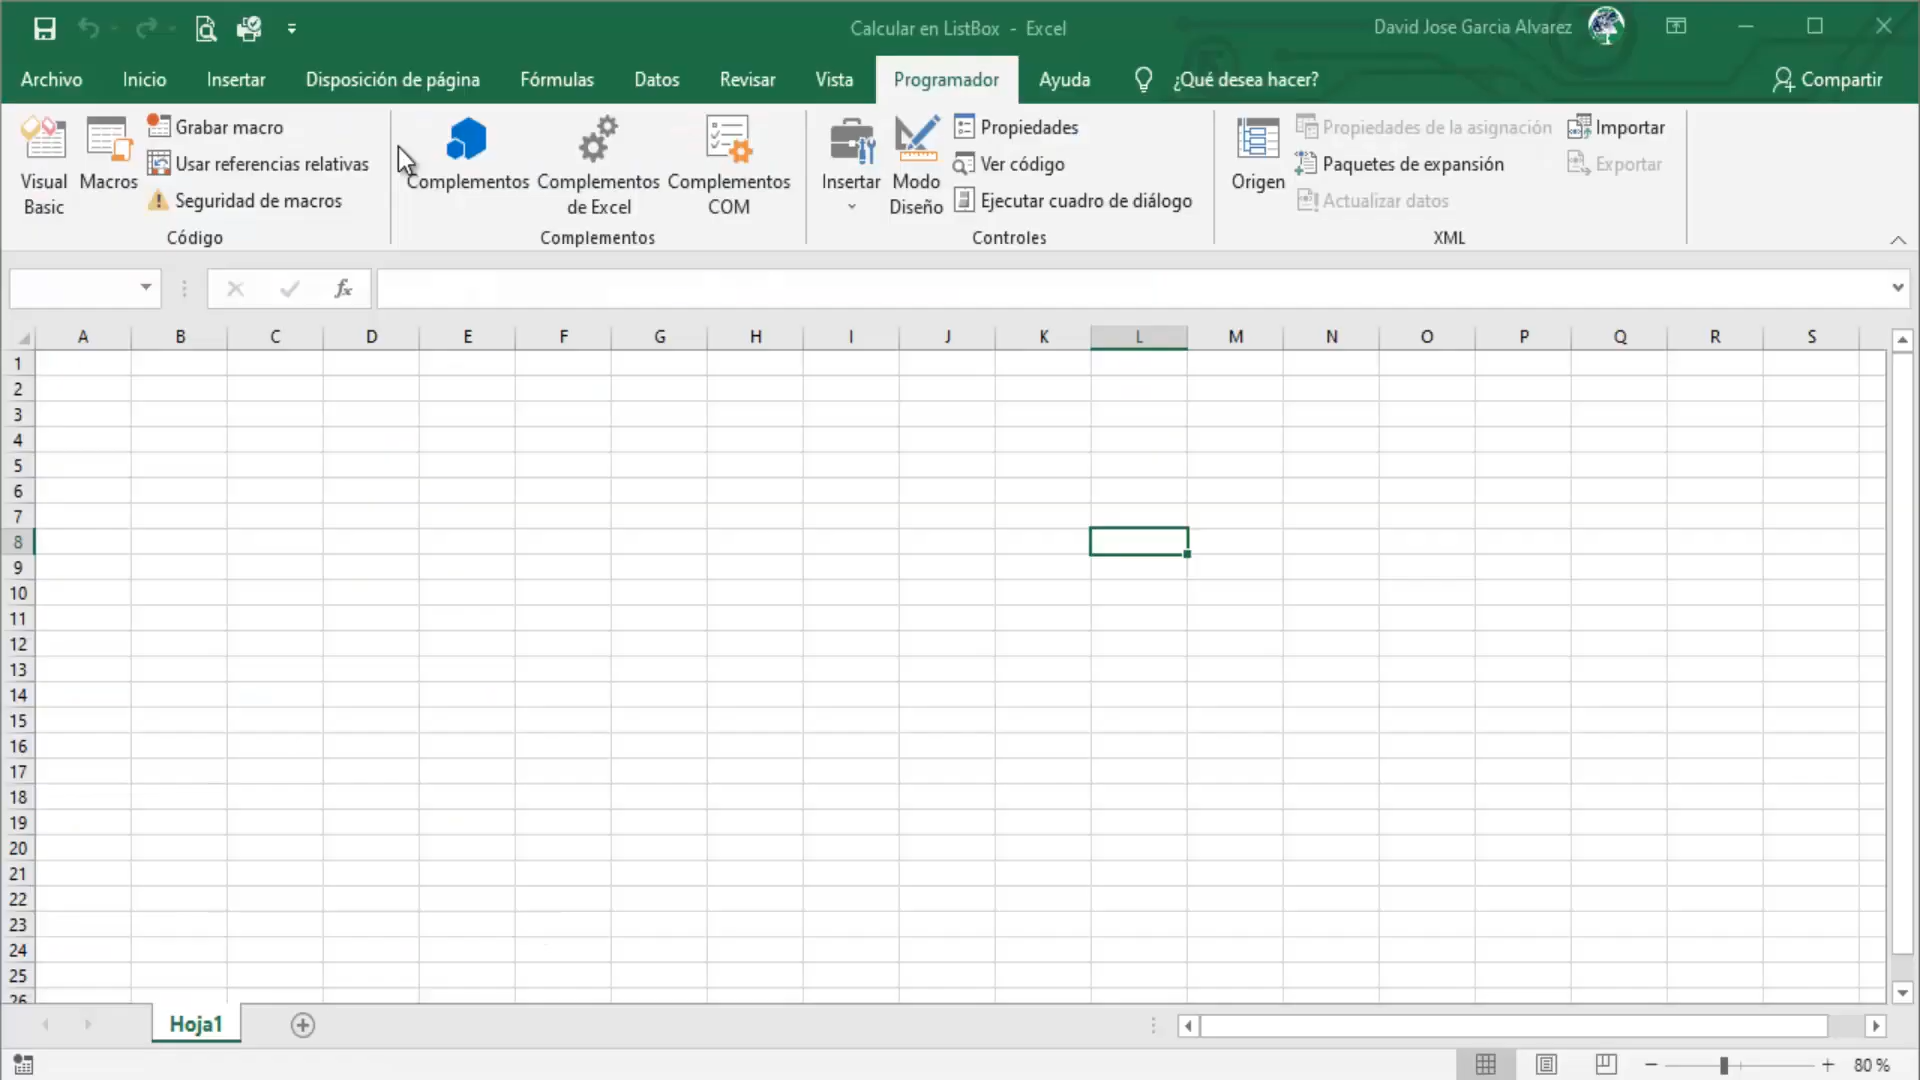 Calcular en ListBox - Excel
David Jose Garcia Alvarez
Archivo Inicio Insertar Disposición de página Fórmulas Datos Revisar Vista Programador Ayuda ¿Qué desea hacer? Compartir
Visual Basic
Macros
Grabar macro
Usar referencias relativas
Seguridad de macros
Código
Complementos
Complementos de Excel
Complementos COM
Complementos
Insertar
Modo Diseño
Propiedades
Ver código
Ejecutar cuadro de diálogo
Controles
Origen
Propiedades de la asignación
Paquetes de expansión
Actualizar datos
Importar
Exportar
XML
fx
A B C D E F G H I J K L M N O P Q R S
1
2
3
4
5
6
7
8
9
10
11
12
13
14
15
16
17
18
19
20
21
22
23
24
25
26
Hoja1
80 %